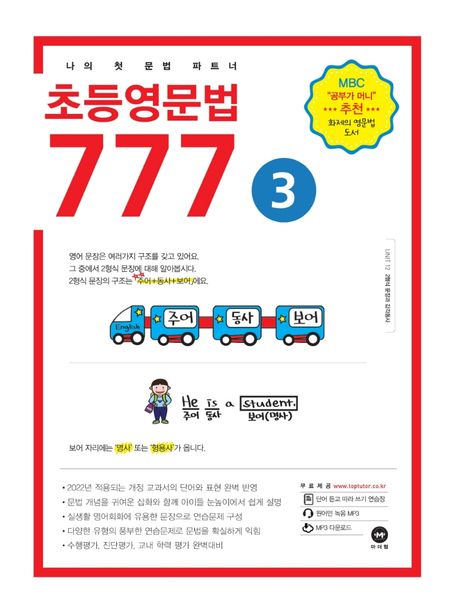 나의 첫 문법 파트너
초등영문법
777
3
MBC
"공부가 머니"
★★★ 추천 ★★★
화제의 영문법
도서
영어 문장은 여러가지 구조를 갖고 있어요.
그 중에서 2형식 문장에 대해 알아봅시다.
2형식 문장의 구조는 '주어+동사+보어'예요.
UNIT 12 2형식 문장과 감각동사
English
주어
동사
보어
He is a student.
주어 동사 보어(명사)
보어 자리에는 '명사' 또는 '형용사'가 옵니다.
• 2022년 적용되는 개정 교과서의 단어와 표현 완벽 반영
• 문법 개념을 귀여운 삽화와 함께 아이들 눈높이에서 쉽게 설명
• 실생활 영어회화에 유용한 문장으로 연습문제 구성
• 다양한 유형의 풍부한 연습문제로 문법을 확실하게 익힘
• 수행평가, 진단평가, 교내 학력 평가 완벽대비
무료제공 www.toptutor.co.kr
단어 듣고 따라 쓰기 연습장
원어민 녹음 MP3
MP3 다운로드
M
마더텅